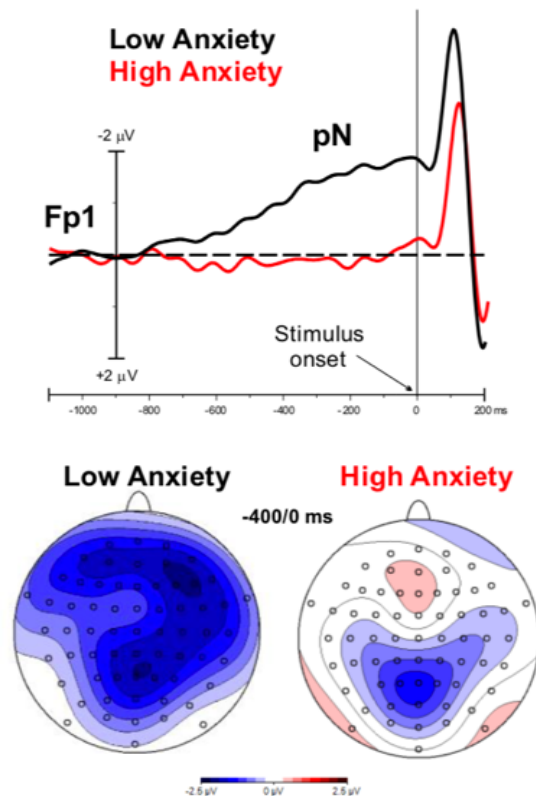 Low Anxiety
High Anxiety
-2 µV
pN
Fp1
Stimulus
onset
+2 µV
-1000 -800 -600 -400 -200 0 200 ms
Low Anxiety High Anxiety
-400/0 ms
-2.5 µV 0 µV 2.5 µV